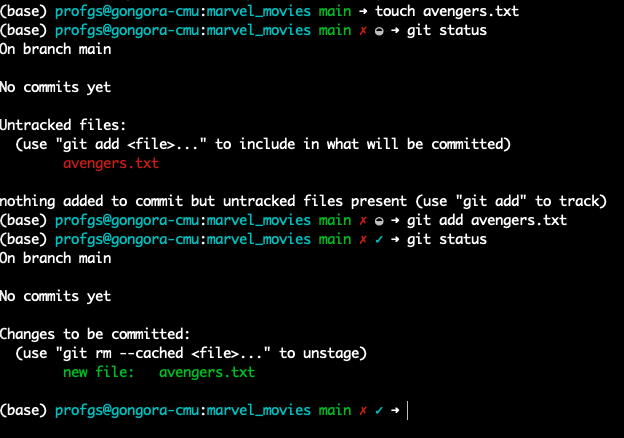 (base) profgs@gongora-cmu:marvel_movies main ➜ touch avengers.txt
(base) profgs@gongora-cmu:marvel_movies main ✗ ◒ ➜ git status
On branch main
No commits yet
Untracked files:
(use "git add <file>..." to include in what will be committed)
avengers.txt
nothing added to commit but untracked files present (use "git add" to track)
(base) profgs@gongora-cmu:marvel_movies main ✗ ◒ ➜ git add avengers.txt
(base) profgs@gongora-cmu:marvel_movies main ✗ ✓ ➜ git status
On branch main
No commits yet
Changes to be committed:
(use "git rm --cached <file>..." to unstage)
new file:   avengers.txt
(base) profgs@gongora-cmu:marvel_movies main ✗ ✓ ➜